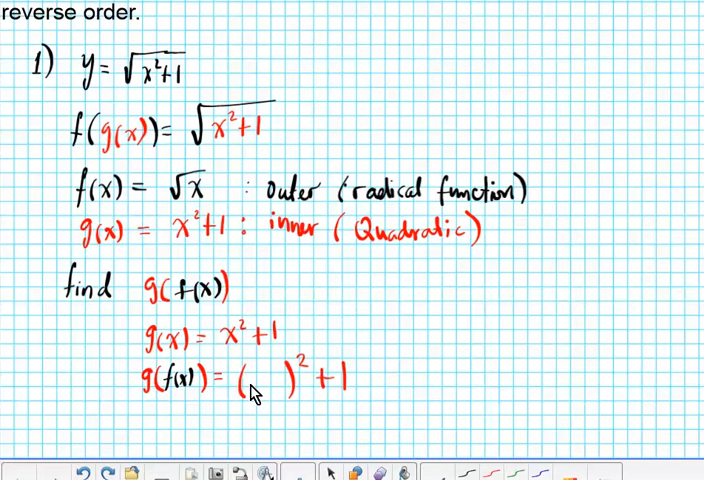 reverse order.
1) y = √x²+1
f(g(x)) = √x²+1
f(x) = √x : outer (radical function)
g(x) = x²+1 : inner (Quadratic)
find g(f(x))
g(x) = x²+1
g(f(x)) = (  )²+1